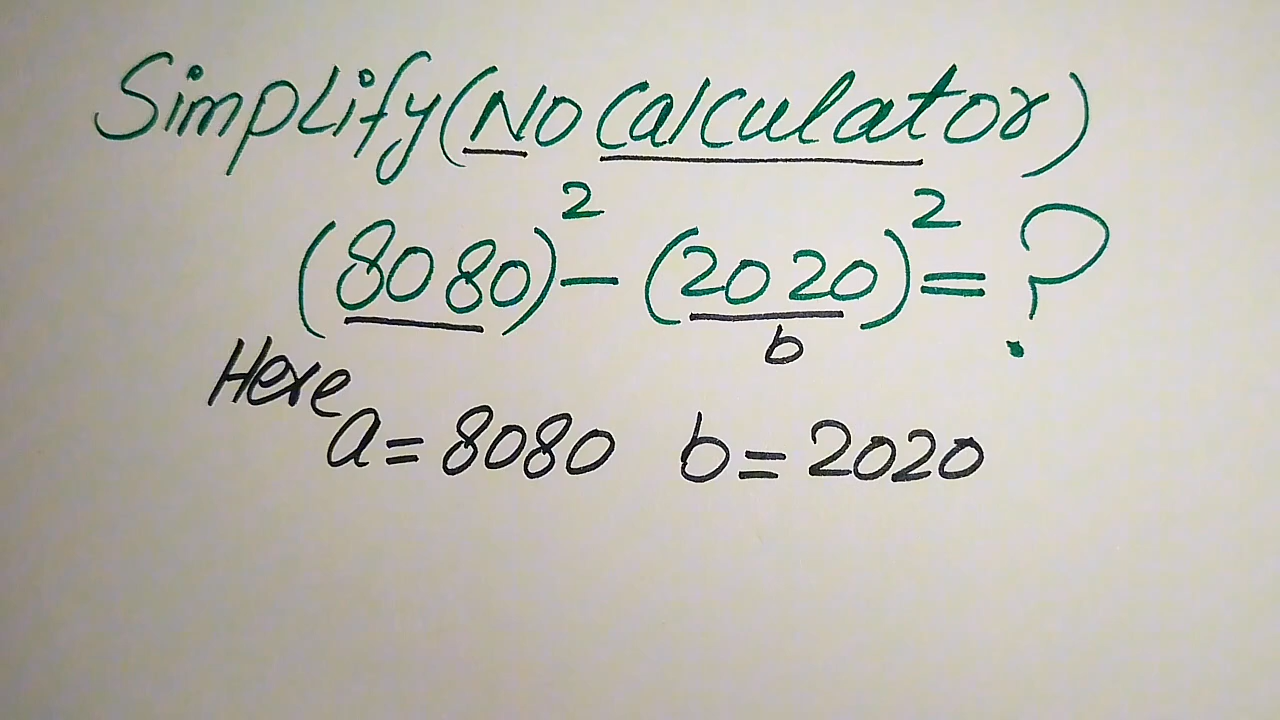 Simplify(No Calculator)
(8080)² - (2020)² = ?
b
Here
a = 8080 b = 2020